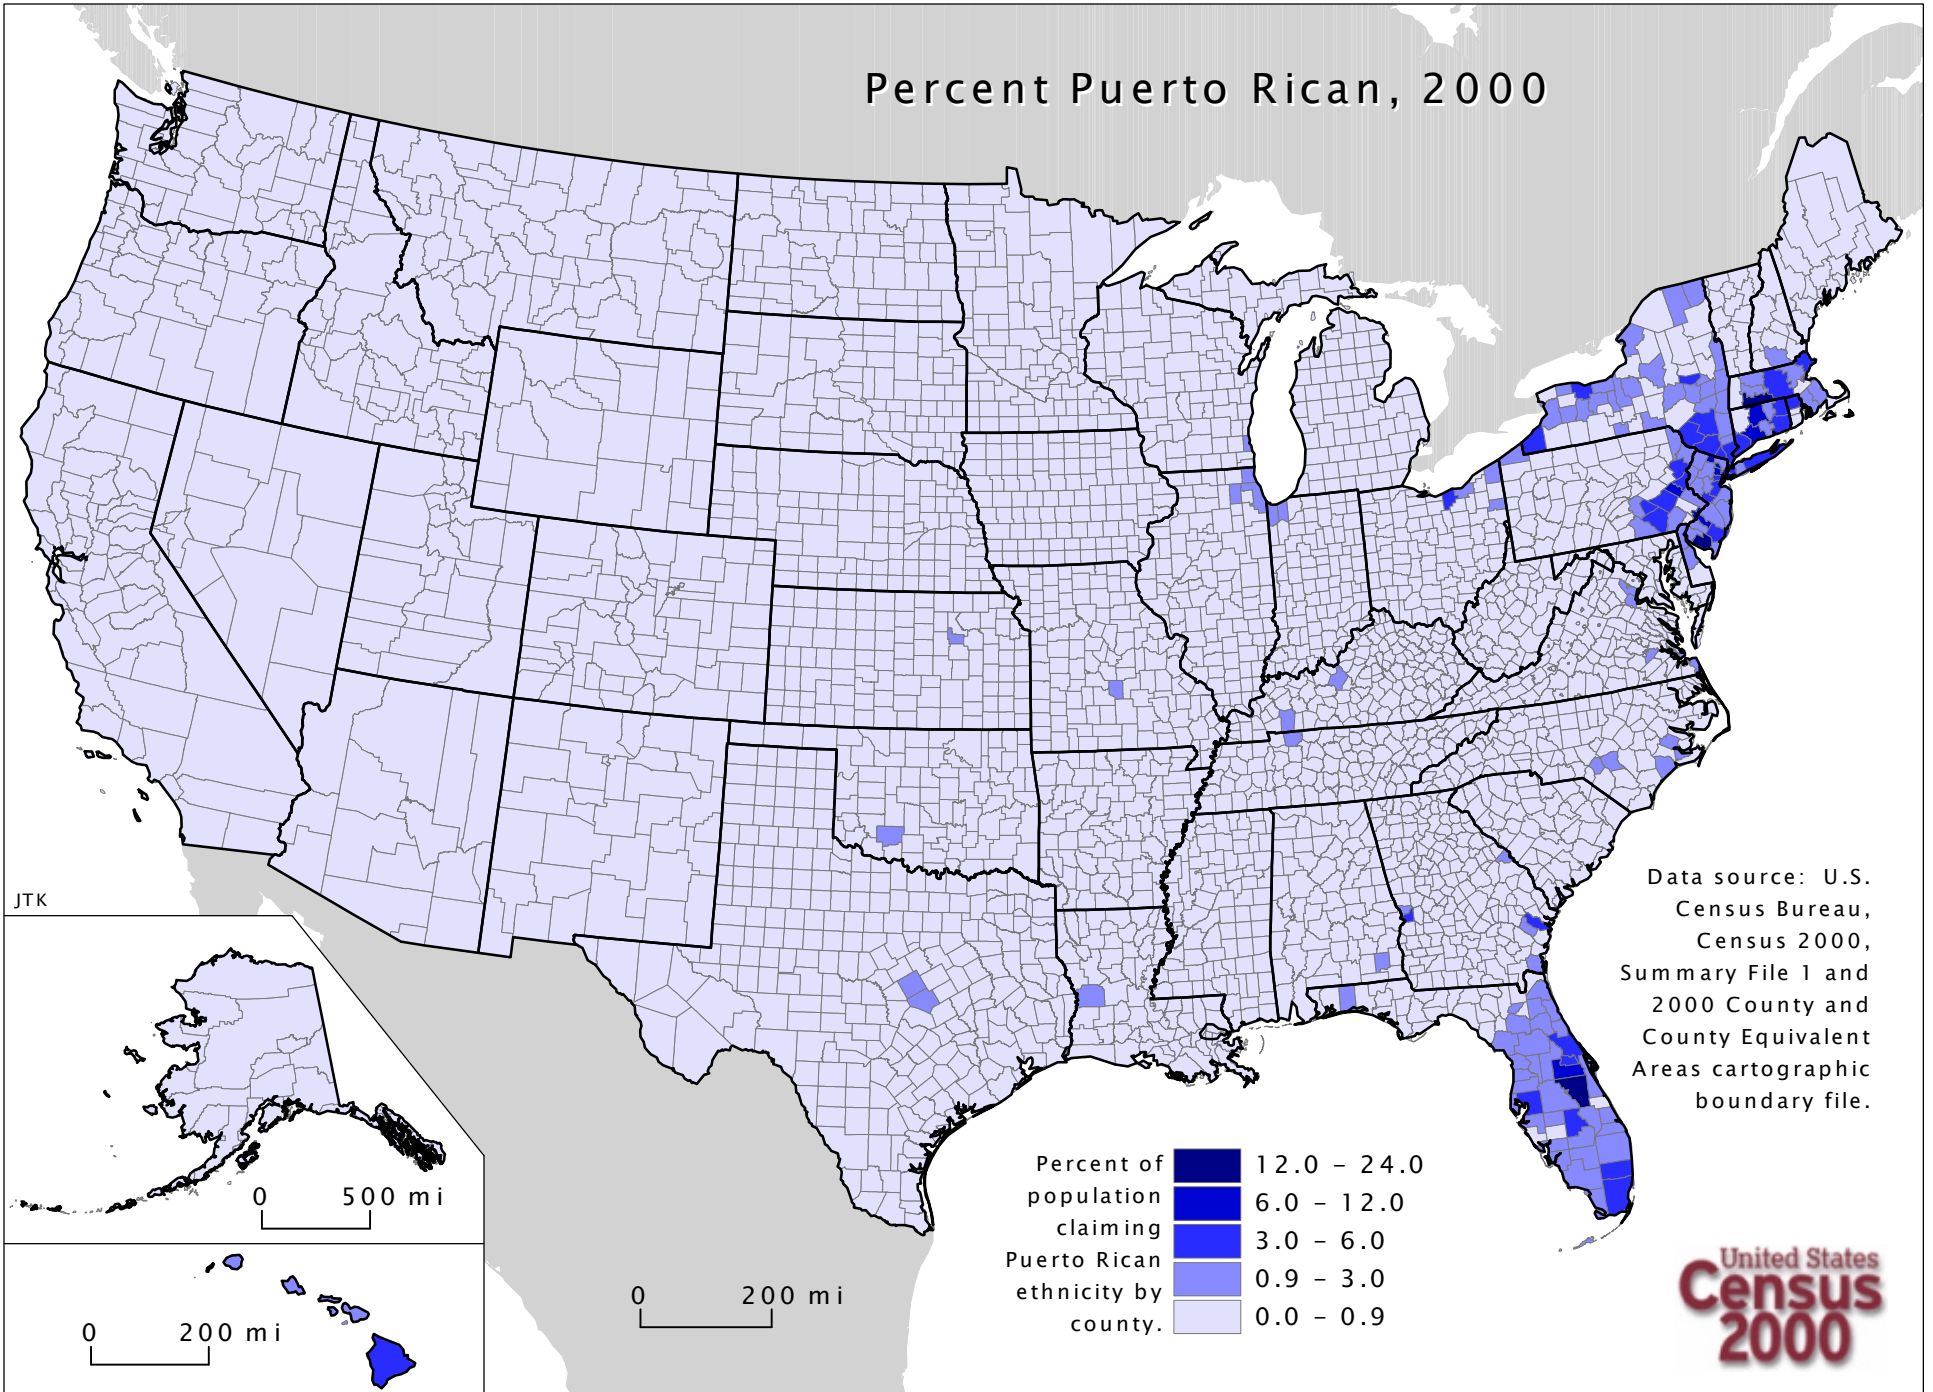 Percent Puerto Rican, 2000
JTK
Data source: U.S.
Census Bureau,
Census 2000,
Summary File 1 and
2000 County and
County Equivalent
Areas cartographic
boundary file.
0 500 mi
0 200 mi
0 200 mi
Percent of
population
claiming
Puerto Rican
ethnicity by
county.
12.0 – 24.0
6.0 – 12.0
3.0 – 6.0
0.9 – 3.0
0.0 – 0.9
United States
Census
2000